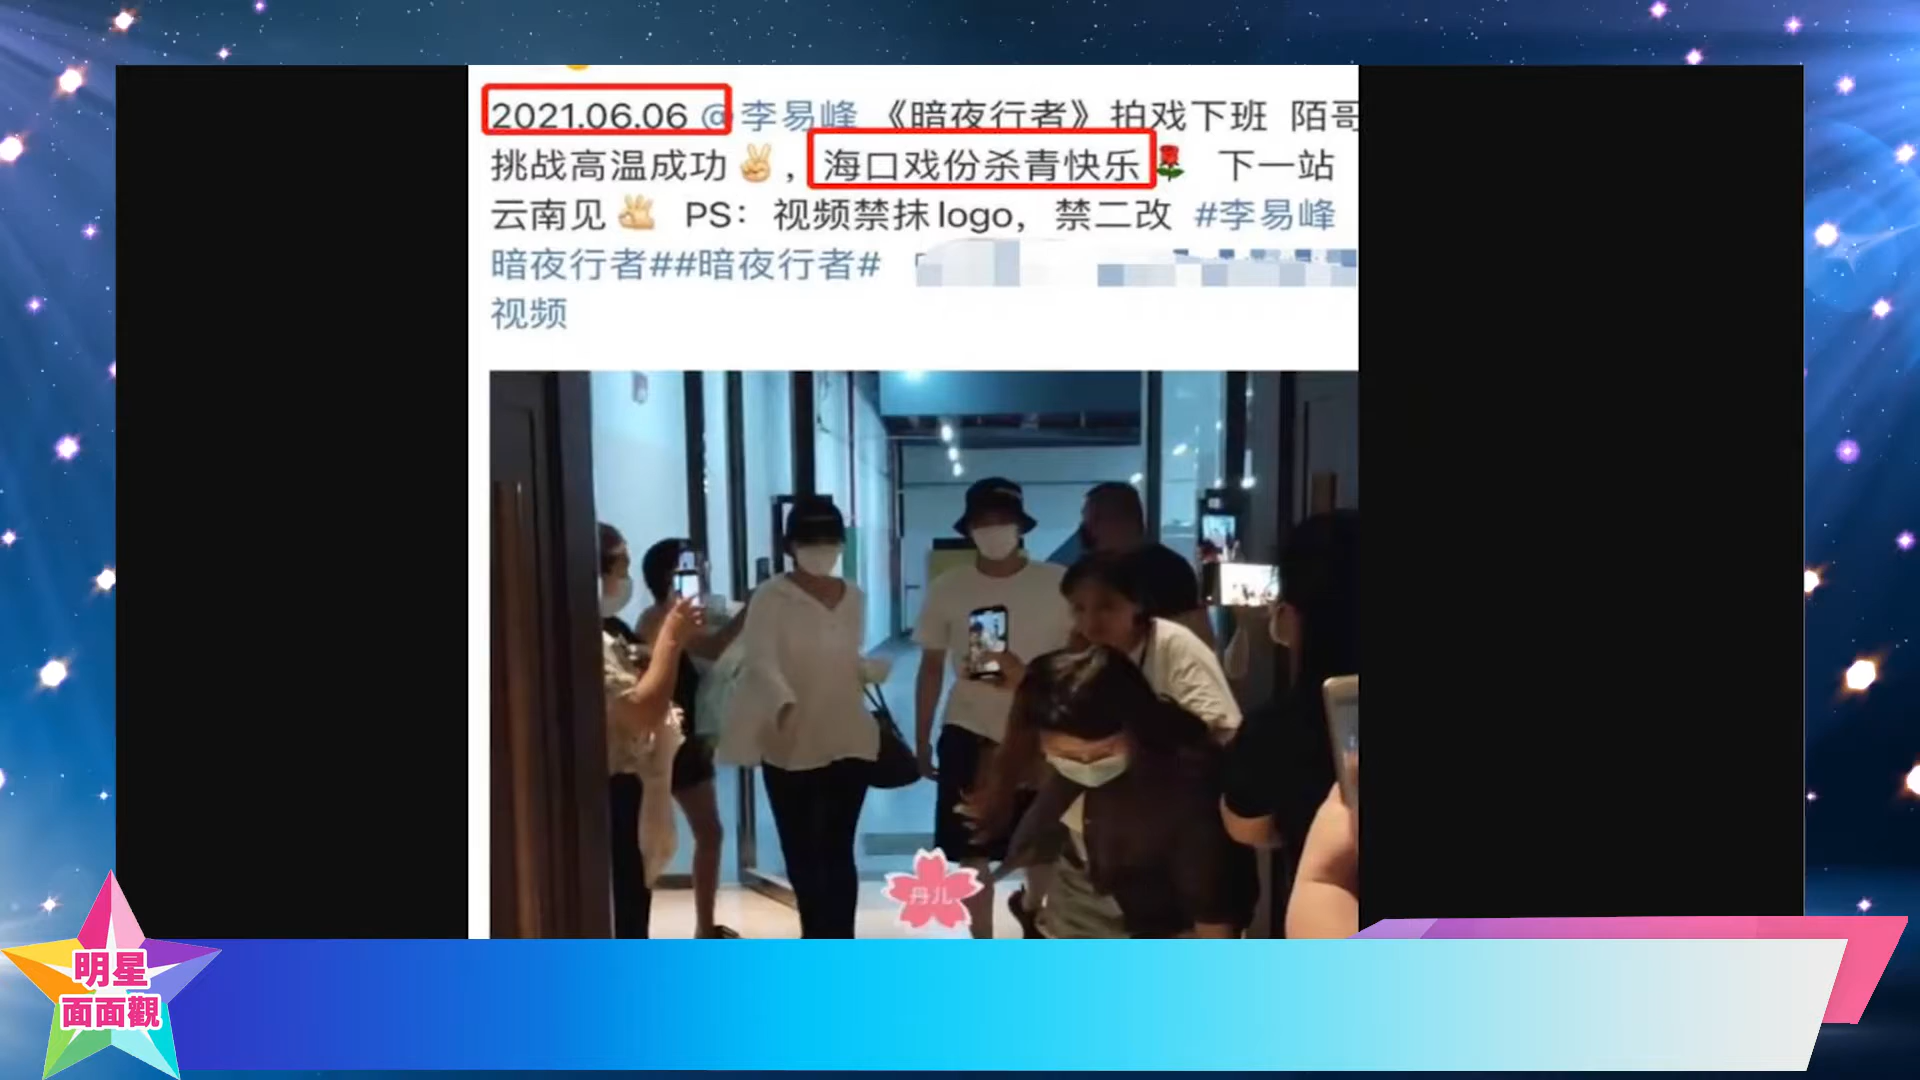 2021.06.06 @李易峰 《暗夜行者》拍戏下班 陌哥
挑战高温成功✌，海口戏份杀青快乐🌹 下一站
云南见👋 PS：视频禁抹logo，禁二改 #李易峰
暗夜行者##暗夜行者#
视频
丹儿
明星
面面觀